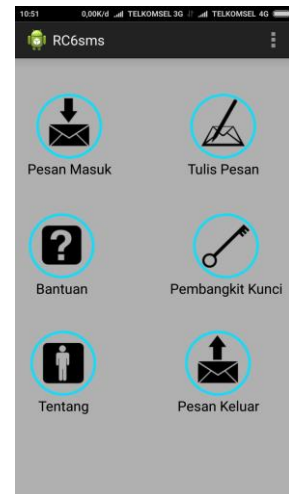 10:51 0,00K/d TELKOMSEL 3G TELKOMSEL 4G
RC6sms
Pesan Masuk Tulis Pesan
?
Bantuan Pembangkit Kunci
Tentang Pesan Keluar